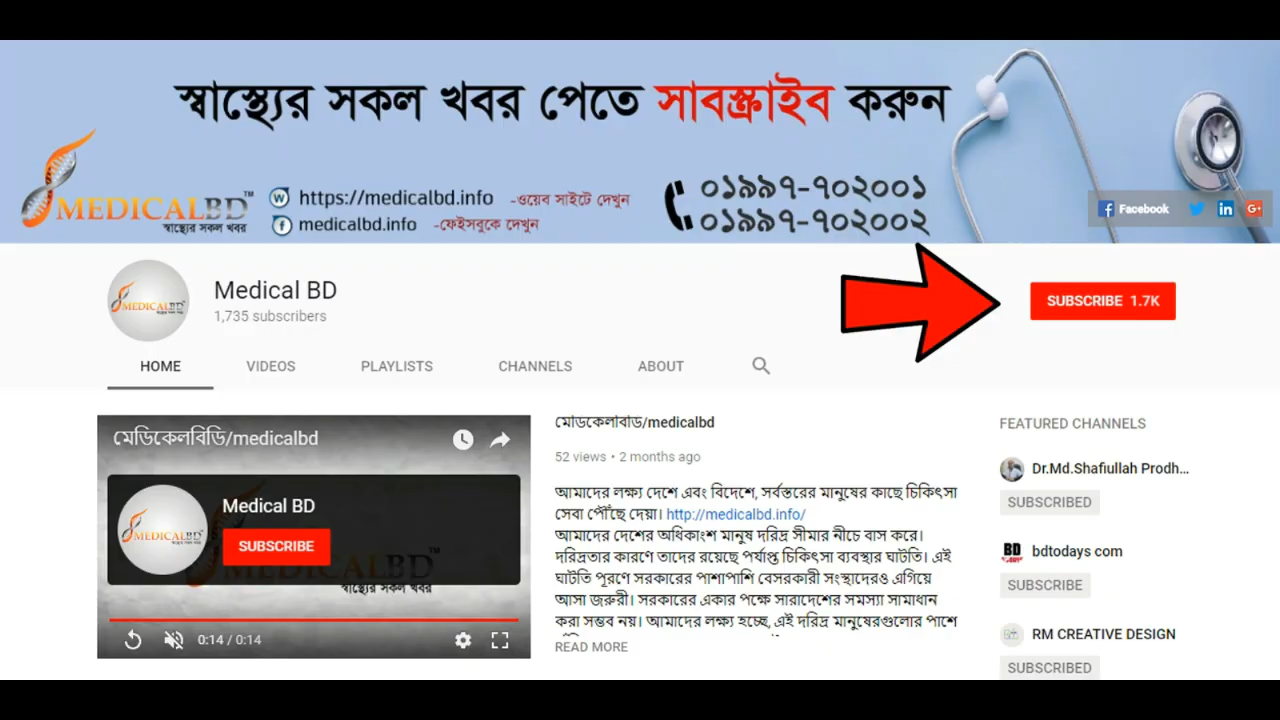 স্বাস্থ্যের সকল খবর পেতে সাবস্ক্রাইব করুন
MEDICALBD™
স্বাস্থ্যের সকল খবর
https://medicalbd.info -ওয়েব সাইটে দেখুন
medicalbd.info -ফেইসবুকে দেখুন
০১৯৯৭-৭০২০০১
০১৯৯৭-৭০২০০২
Facebook
Medical BD
1,735 subscribers
SUBSCRIBE 1.7K
HOME VIDEOS PLAYLISTS CHANNELS ABOUT
মেডিকেলবিডি/medicalbd
Medical BD
SUBSCRIBE
MEDICALBD
স্বাস্থ্যের সকল খবর
0:14 / 0:14
মেডিকেলবিডি/medicalbd
52 views • 2 months ago
আমাদের লক্ষ্য দেশে এবং বিদেশে, সর্বস্তরের মানুষের কাছে চিকিৎসা
সেবা পৌঁছে দেয়া। http://medicalbd.info/
আমাদের দেশের অধিকাংশ মানুষ দরিদ্র সীমার নীচে বাস করে।
দরিদ্রতার কারণে তাদের রয়েছে পর্যাপ্ত চিকিৎসা ব্যবস্থার ঘাটতি। এই
ঘাটতি পূরণে সরকারের পাশাপাশি বেসরকারী সংস্থাদেরও এগিয়ে
আসা জরুরী। সরকারের একার পক্ষে সারাদেশের সমস্যা সামাধান
করা সম্ভব নয়। আমাদের লক্ষ্য হচ্ছে, এই দরিদ্র মানুষেরগুলোর পাশে
READ MORE
FEATURED CHANNELS
Dr.Md.Shafiullah Prodh...
SUBSCRIBED
bdtodays com
SUBSCRIBE
RM CREATIVE DESIGN
SUBSCRIBED